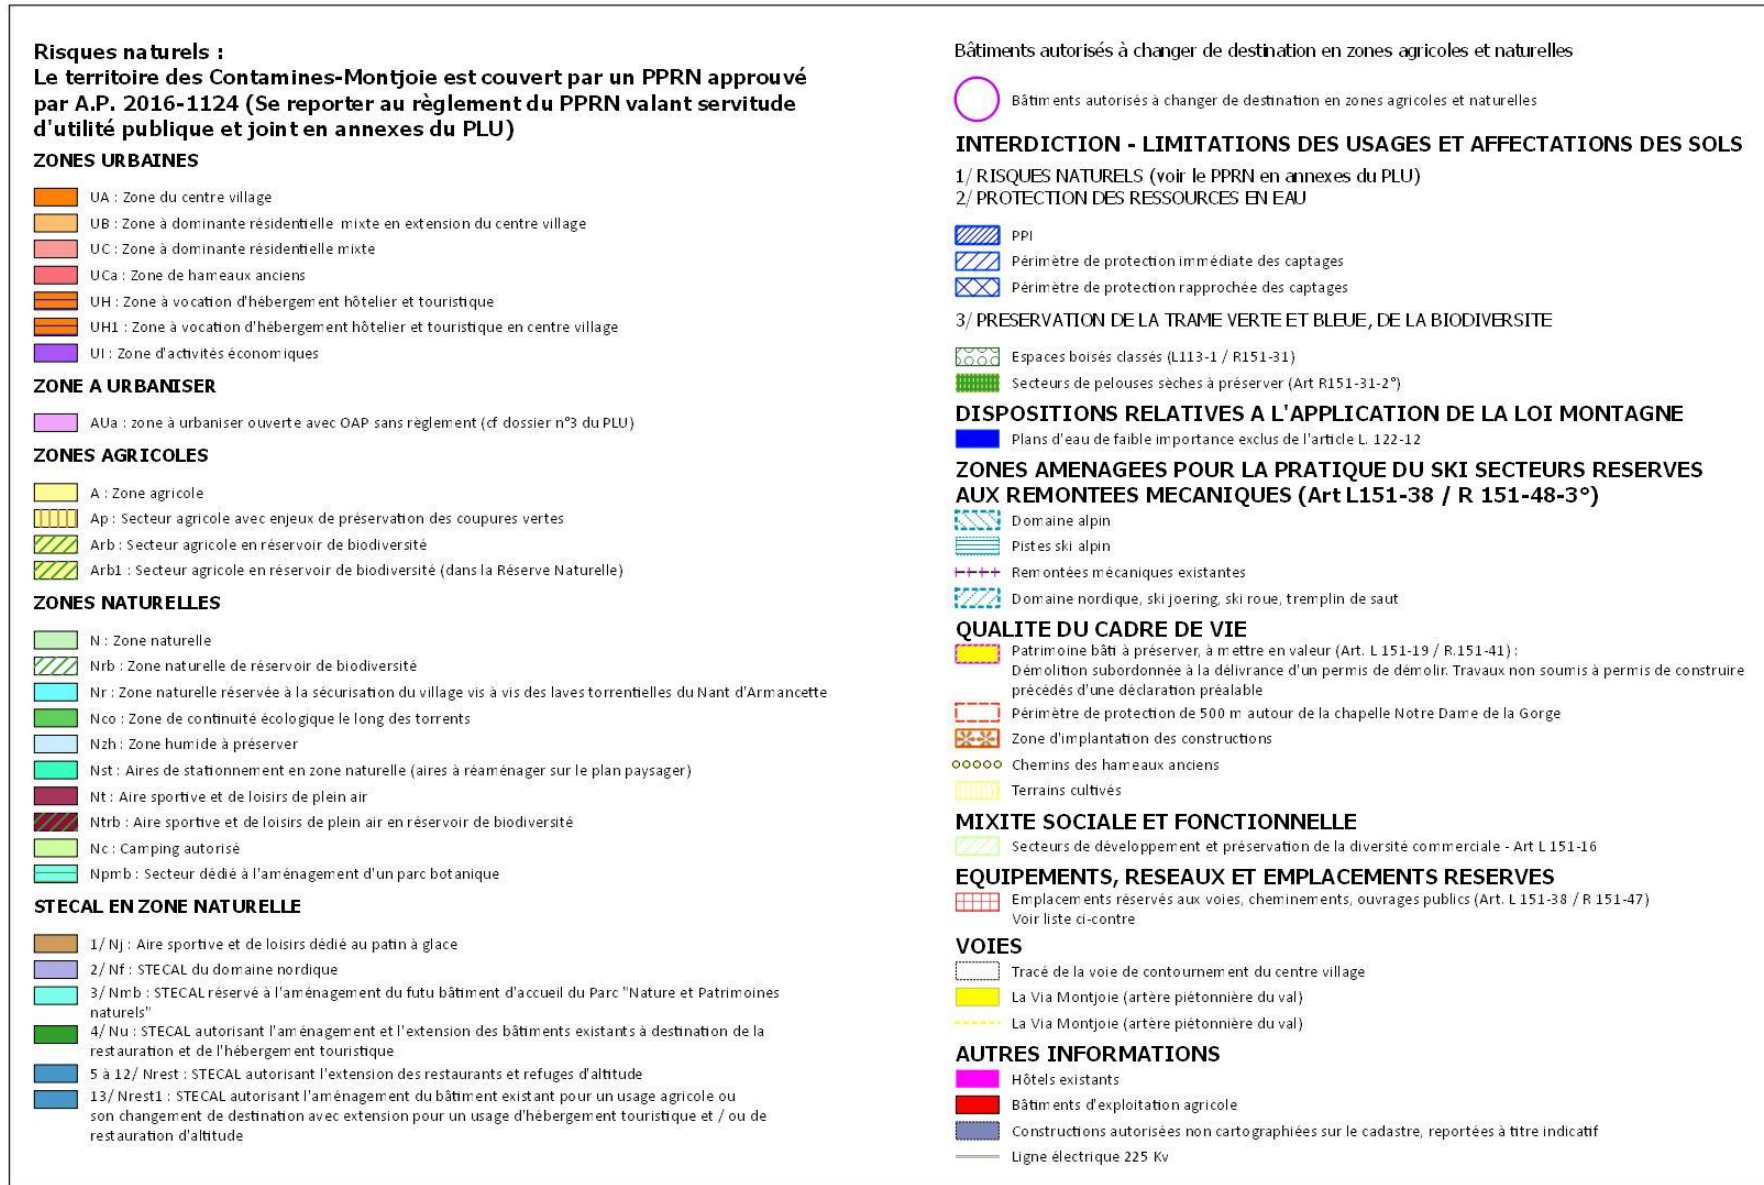 Risques naturels :
Le territoire des Contamines-Montjoie est couvert par un PPRN approuvé
par A.P. 2016-1124 (Se reporter au règlement du PPRN valant servitude
d'utilité publique et joint en annexes du PLU)
ZONES URBAINES
UA : Zone du centre village
UB : Zone à dominante résidentielle mixte en extension du centre village
UC : Zone à dominante résidentielle mixte
UCa : Zone de hameaux anciens
UH : Zone à vocation d'hébergement hôtelier et touristique
UH1 : Zone à vocation d'hébergement hôtelier et touristique en centre village
UI : Zone d'activités économiques
ZONE A URBANISER
AUa : zone à urbaniser ouverte avec OAP sans règlement (cf dossier n°3 du PLU)
ZONES AGRICOLES
A : Zone agricole
Ap : Secteur agricole avec enjeux de préservation des coupures vertes
Arb : Secteur agricole en réservoir de biodiversité
Arb1 : Secteur agricole en réservoir de biodiversité (dans la Réserve Naturelle)
ZONES NATURELLES
N : Zone naturelle
Nrb : Zone naturelle de réservoir de biodiversité
Nr : Zone naturelle réservée à la sécurisation du village vis à vis des laves torrentielles du Nant d'Armancette
Nco : Zone de continuité écologique le long des torrents
Nzh : Zone humide à préserver
Nst : Aires de stationnement en zone naturelle (aires à réaménager sur le plan paysager)
Nt : Aire sportive et de loisirs de plein air
Ntrb : Aire sportive et de loisirs de plein air en réservoir de biodiversité
Nc : Camping autorisé
Npmb : Secteur dédié à l'aménagement d'un parc botanique
STECAL EN ZONE NATURELLE
1/ Nj : Aire sportive et de loisirs dédié au patin à glace
2/ Nf : STECAL du domaine nordique
3/ Nmb : STECAL réservé à l'aménagement du futu bâtiment d'accueil du Parc "Nature et Patrimoines
naturels"
4/ Nu : STECAL autorisant l'aménagement et l'extension des bâtiments existants à destination de la
restauration et de l'hébergement touristique
5 à 12/ Nrest : STECAL autorisant l'extension des restaurants et refuges d'altitude
13/ Nrest1 : STECAL autorisant l'aménagement du bâtiment existant pour un usage agricole ou
son changement de destination avec extension pour un usage d'hébergement touristique et / ou de
restauration d'altitude
Bâtiments autorisés à changer de destination en zones agricoles et naturelles
Bâtiments autorisés à changer de destination en zones agricoles et naturelles
INTERDICTION - LIMITATIONS DES USAGES ET AFFECTATIONS DES SOLS
1/ RISQUES NATURELS (voir le PPRN en annexes du PLU)
2/ PROTECTION DES RESSOURCES EN EAU
PPI
Périmètre de protection immédiate des captages
Périmètre de protection rapprochée des captages
3/ PRESERVATION DE LA TRAME VERTE ET BLEUE, DE LA BIODIVERSITE
Espaces boisés classés (L113-1 / R151-31)
Secteurs de pelouses sèches à préserver (Art R151-31-2°)
DISPOSITIONS RELATIVES A L'APPLICATION DE LA LOI MONTAGNE
Plans d'eau de faible importance exclus de l'article L. 122-12
ZONES AMENAGEES POUR LA PRATIQUE DU SKI SECTEURS RESERVES
AUX REMONTEES MECANIQUES (Art L151-38 / R 151-48-3°)
Domaine alpin
Pistes ski alpin
Remontées mécaniques existantes
Domaine nordique, ski joering, ski roue, tremplin de saut
QUALITE DU CADRE DE VIE
Patrimoine bâti à préserver, à mettre en valeur (Art. L 151-19 / R.151-41) :
Démolition subordonnée à la délivrance d'un permis de démolir. Travaux non soumis à permis de construire
précédés d'une déclaration préalable
Périmètre de protection de 500 m autour de la chapelle Notre Dame de la Gorge
Zone d'implantation des constructions
Chemins des hameaux anciens
Terrains cultivés
MIXITE SOCIALE ET FONCTIONNELLE
Secteurs de développement et préservation de la diversité commerciale - Art L 151-16
EQUIPEMENTS, RESEAUX ET EMPLACEMENTS RESERVES
Emplacements réservés aux voies, cheminements, ouvrages publics (Art. L 151-38 / R 151-47)
Voir liste ci-contre
VOIES
Tracé de la voie de contournement du centre village
La Via Montjoie (artère piétonnière du val)
La Via Montjoie (artère piétonnière du val)
AUTRES INFORMATIONS
Hôtels existants
Bâtiments d'exploitation agricole
Constructions autorisées non cartographiées sur le cadastre, reportées à titre indicatif
Ligne électrique 225 Kv